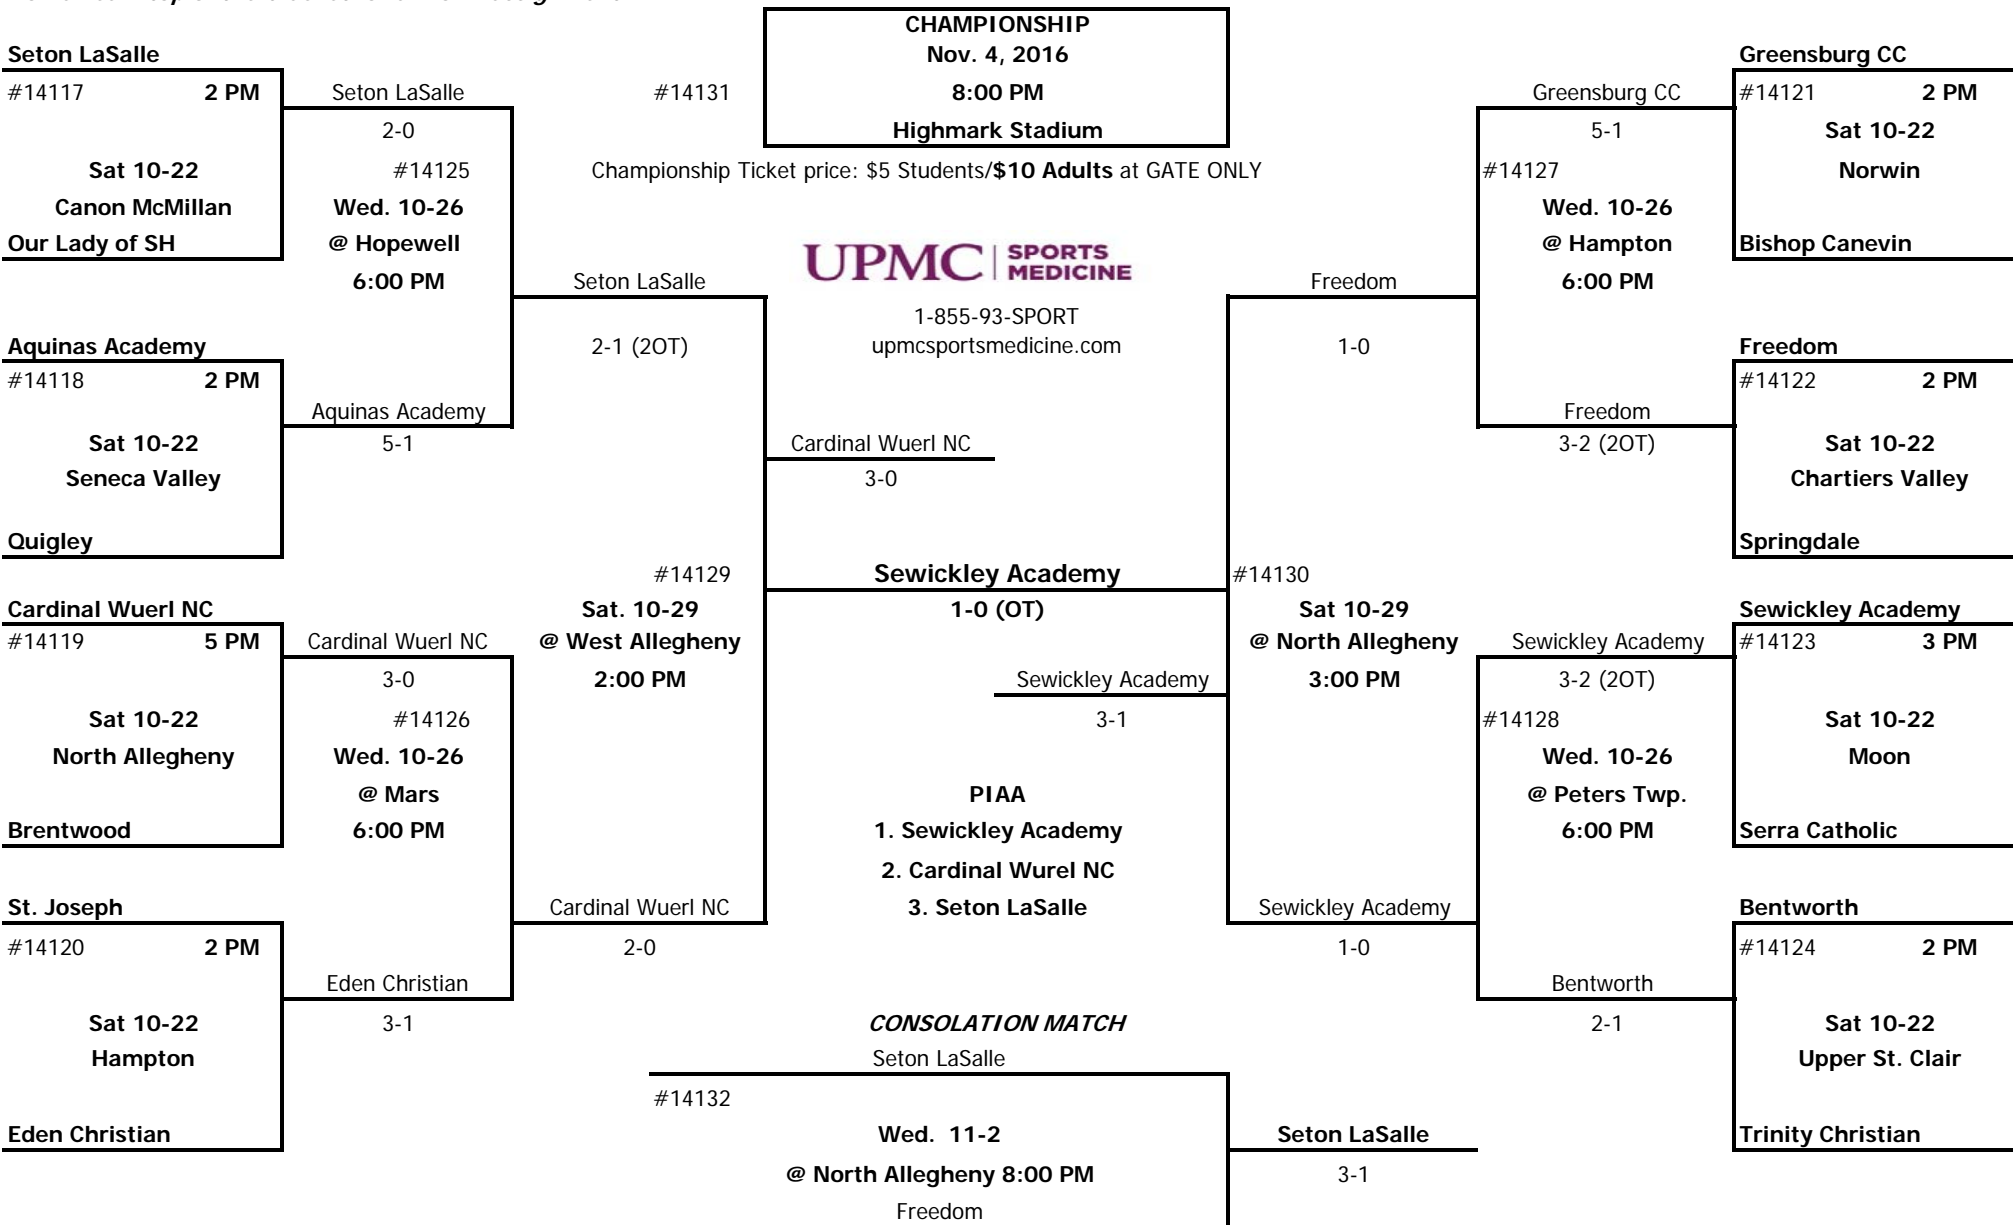 CHAMPIONSHIP
Nov. 4, 2016
8:00 PM
Highmark Stadium
#14131
Championship Ticket price: $5 Students/$10 Adults at GATE ONLY
Seton LaSalle
#14117 2 PM
Sat 10-22
Canon McMillan
Our Lady of SH
Seton LaSalle
2-0
#14125
Wed. 10-26
@ Hopewell
6:00 PM
Aquinas Academy
#14118 2 PM
Sat 10-22
Seneca Valley
Quigley
Aquinas Academy
5-1
Seton LaSalle
2-1 (2OT)
Cardinal Wuerl NC
#14119 5 PM
Sat 10-22
North Allegheny
Brentwood
Cardinal Wuerl NC
3-0
#14126
Wed. 10-26
@ Mars
6:00 PM
St. Joseph
#14120 2 PM
Sat 10-22
Hampton
Eden Christian
Eden Christian
3-1
Cardinal Wuerl NC
2-0
#14129
Sat. 10-29
@ West Allegheny
2:00 PM
UPMC | SPORTS
MEDICINE
1-855-93-SPORT
upmcsportsmedicine.com
Cardinal Wuerl NC
3-0
Sewickley Academy
1-0 (OT)
Sewickley Academy
3-1
PIAA
1. Sewickley Academy
2. Cardinal Wurel NC
3. Seton LaSalle
Greensburg CC
#14121 2 PM
Sat 10-22
Norwin
Bishop Canevin
Greensburg CC
5-1
#14127
Wed. 10-26
@ Hampton
6:00 PM
Freedom
#14122 2 PM
Sat 10-22
Chartiers Valley
Springdale
Freedom
3-2 (2OT)
Freedom
1-0
#14130
Sat 10-29
@ North Allegheny
3:00 PM
Sewickley Academy
#14123 3 PM
Sat 10-22
Moon
Serra Catholic
Sewickley Academy
3-2 (2OT)
#14128
Wed. 10-26
@ Peters Twp.
6:00 PM
Bentworth
#14124 2 PM
Sat 10-22
Upper St. Clair
Trinity Christian
Bentworth
2-1
Sewickley Academy
1-0
CONSOLATION MATCH
Seton LaSalle
#14132
Wed. 11-2
@ North Allegheny 8:00 PM
Freedom
Seton LaSalle
3-1